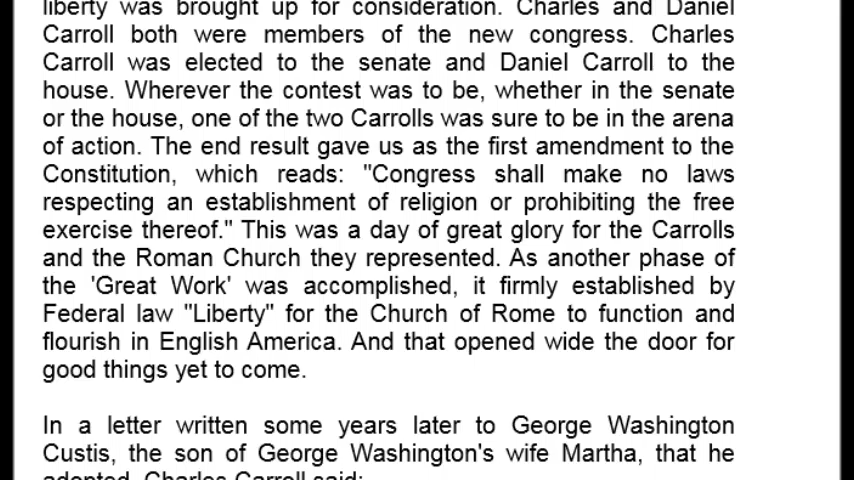 liberty was brought up for consideration. Charles and Daniel
Carroll both were members of the new congress. Charles
Carroll was elected to the senate and Daniel Carroll to the
house. Wherever the contest was to be, whether in the senate
or the house, one of the two Carrolls was sure to be in the arena
of action. The end result gave us as the first amendment to the
Constitution, which reads: "Congress shall make no laws
respecting an establishment of religion or prohibiting the free
exercise thereof." This was a day of great glory for the Carrolls
and the Roman Church they represented. As another phase of
the 'Great Work' was accomplished, it firmly established by
Federal law "Liberty" for the Church of Rome to function and
flourish in English America. And that opened wide the door for
good things yet to come.
In a letter written some years later to George Washington
Custis, the son of George Washington's wife Martha, that he
adopted, Charles Carroll said: